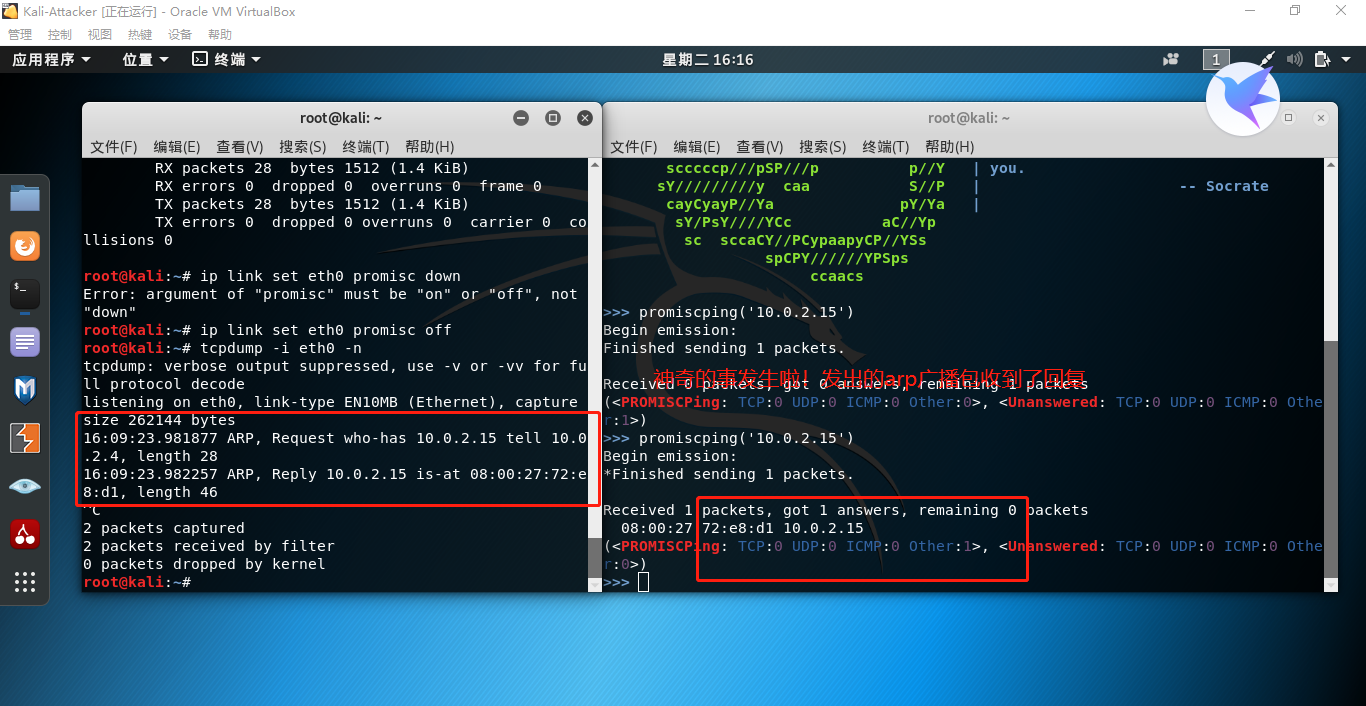 Kali-Attacker [正在运行] - Oracle VM VirtualBox
管理 控制 视图 热键 设备 帮助
应用程序 位置 终端 星期二 16:16 1
root@kali: ~
文件(F) 编辑(E) 查看(V) 搜索(S) 终端(T) 帮助(H)
RX packets 28  bytes 1512 (1.4 KiB)
RX errors 0  dropped 0  overruns 0  frame 0
TX packets 28  bytes 1512 (1.4 KiB)
TX errors 0  dropped 0 overruns 0  carrier 0  co
llisions 0
root@kali:~# ip link set eth0 promisc down
Error: argument of "promisc" must be "on" or "off", not
"down"
root@kali:~# ip link set eth0 promisc off
root@kali:~# tcpdump -i eth0 -n
tcpdump: verbose output suppressed, use -v or -vv for fu
ll protocol decode
listening on eth0, link-type EN10MB (Ethernet), capture
size 262144 bytes
16:09:23.981877 ARP, Request who-has 10.0.2.15 tell 10.0
.2.4, length 28
16:09:23.982257 ARP, Reply 10.0.2.15 is-at 08:00:27:72:e
8:d1, length 46
^C
2 packets captured
2 packets received by filter
0 packets dropped by kernel
root@kali:~#
root@kali: ~
文件(F) 编辑(E) 查看(V) 搜索(S) 终端(T) 帮助(H)
scccccp///pSP///p          p//Y   | you.
sY/////////y  caa           S//P   |                      -- Socrate
cayCyayP//Ya              pY/Ya   |
sY/PsY////YCc          aC//Yp
sc  sccaCY//PCypaapyCP//YSs
spCPY//////YPSps
ccaacs
>>> promiscping('10.0.2.15')
Begin emission:
Finished sending 1 packets.
神奇的事发生啦！发出的arp广播包收到了回复
Received 0 packets, got 0 answers, remaining 1 packets
(<PROMISCPing: TCP:0 UDP:0 ICMP:0 Other:0>, <Unanswered: TCP:0 UDP:0 ICMP:0 Othe
r:1>)
>>> promiscping('10.0.2.15')
Begin emission:
*Finished sending 1 packets.
Received 1 packets, got 1 answers, remaining 0 packets
08:00:27:72:e8:d1 10.0.2.15
(<PROMISCPing: TCP:0 UDP:0 ICMP:0 Other:1>, <Unanswered: TCP:0 UDP:0 ICMP:0 Othe
r:0>)
>>>